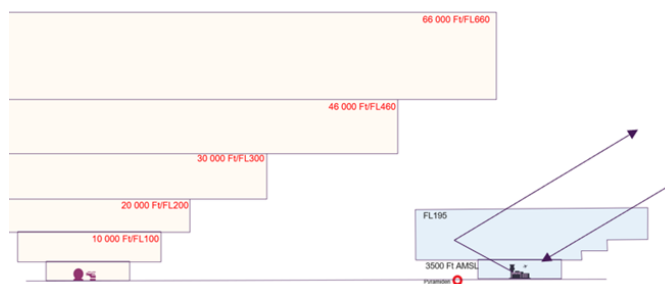 66 000 Ft/FL660
46 000 Ft/FL460
30 000 Ft/FL300
20 000 Ft/FL200
FL195
10 000 Ft/FL100
3500 Ft AMSL
Pyramiden